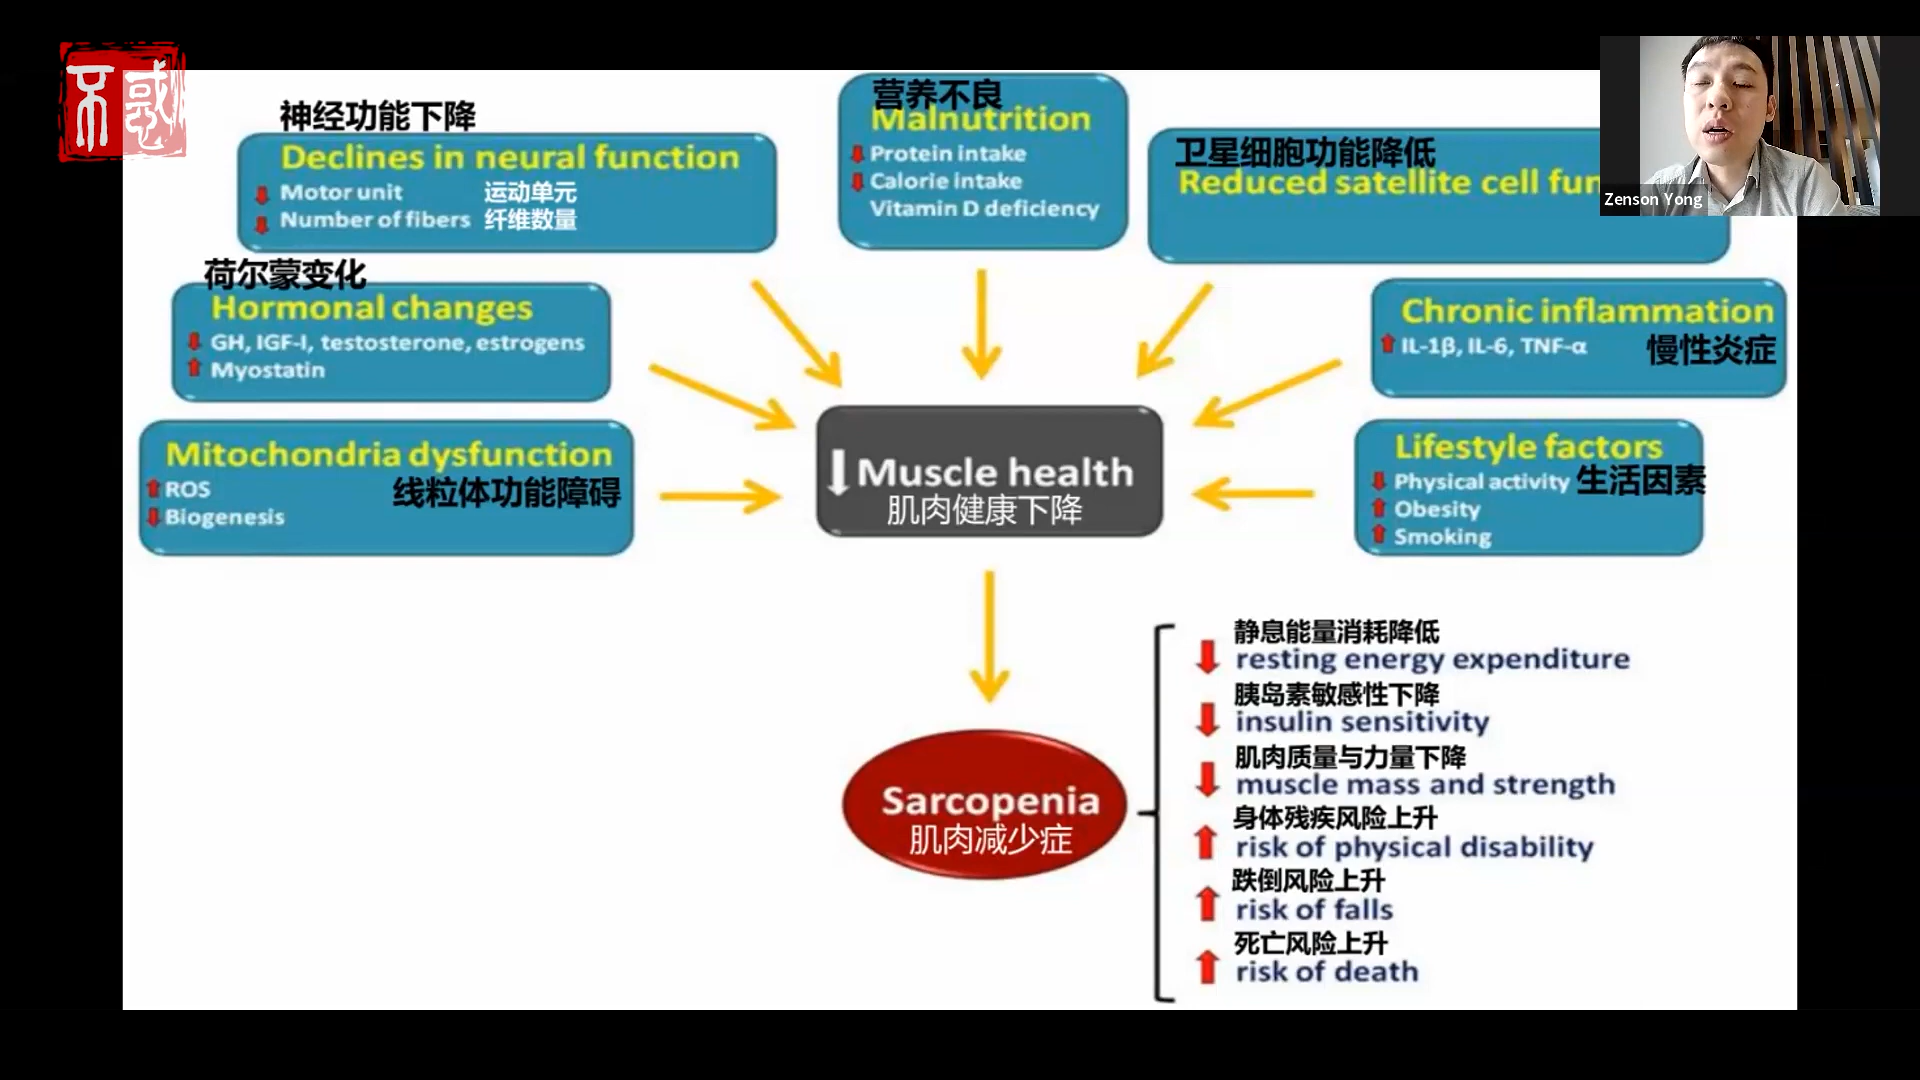 不惑
神经功能下降
Declines in neural function
Motor unit 运动单元
Number of fibers 纤维数量
营养不良
Malnutrition
Protein intake
Calorie intake
Vitamin D deficiency
卫星细胞功能降低
Reduced satellite cell fun
Zenson Yong
荷尔蒙变化
Hormonal changes
GH, IGF-I, testosterone, estrogens
Myostatin
Chronic inflammation
IL-1β, IL-6, TNF-α 慢性炎症
Mitochondria dysfunction
ROS
线粒体功能障碍
Biogenesis
Muscle health
肌肉健康下降
Lifestyle factors
Physical activity 生活因素
Obesity
Smoking
Sarcopenia
肌肉减少症
静息能量消耗降低
resting energy expenditure
胰岛素敏感性下降
insulin sensitivity
肌肉质量与力量下降
muscle mass and strength
身体残疾风险上升
risk of physical disability
跌倒风险上升
risk of falls
死亡风险上升
risk of death